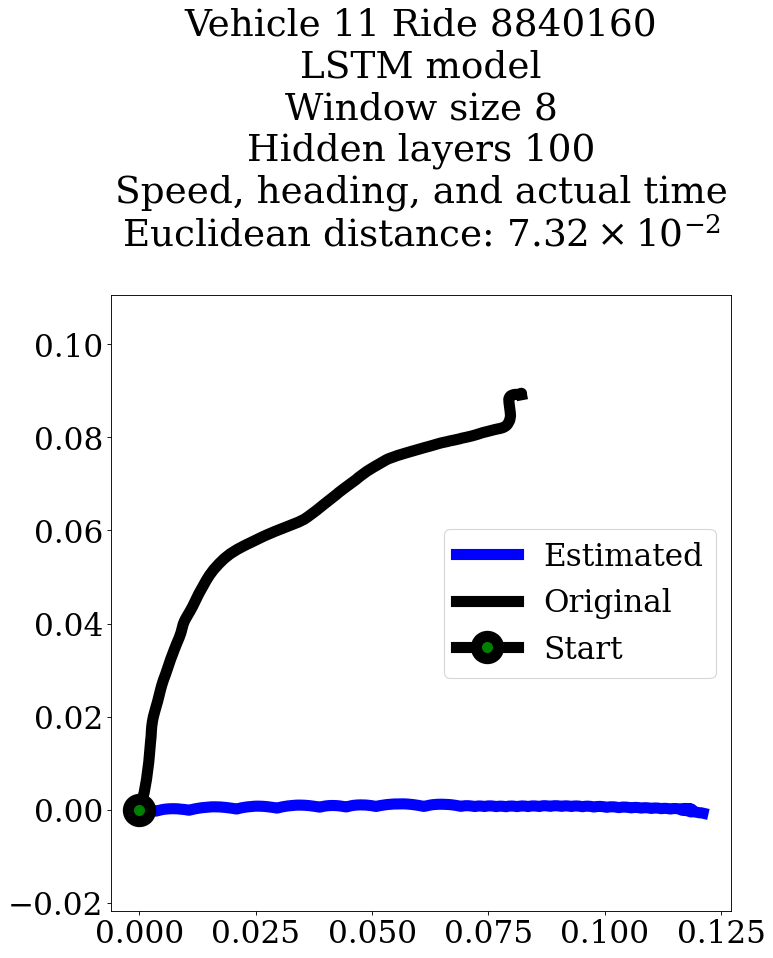 Vehicle 11 Ride 8840160
LSTM model
Window size 8
Hidden layers 100
Speed, heading, and actual time
Euclidean distance: 7.32 × 10⁻²
0.10
0.08
0.06
0.04
0.02
0.00
−0.02
Estimated
Original
Start
0.000 0.025 0.050 0.075 0.100 0.125